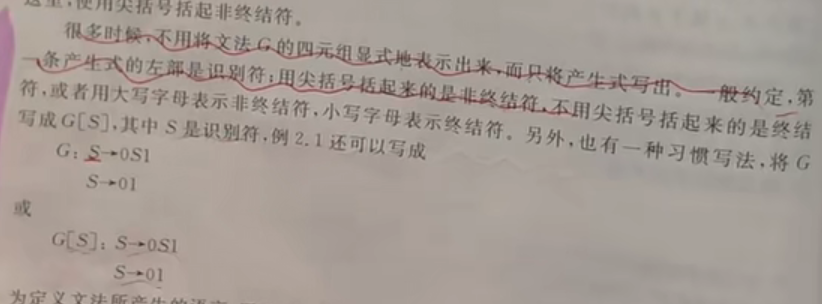 这里,使用尖括号括起非终结符。
很多时候,不用将文法G的四元组显式地表示出来,而只将产生式写出。一般约定,第
一条产生式的左部是识别符;用尖括号括起来的是非终结符,不用尖括号括起来的是终结
符,或者用大写字母表示非终结符,小写字母表示终结符。另外,也有一种习惯写法,将G
写成G[S],其中S是识别符,例2.1还可以写成
G: S→0S1
S→01
或
G[S]: S→0S1
S→01
为定义文法所产生的语言